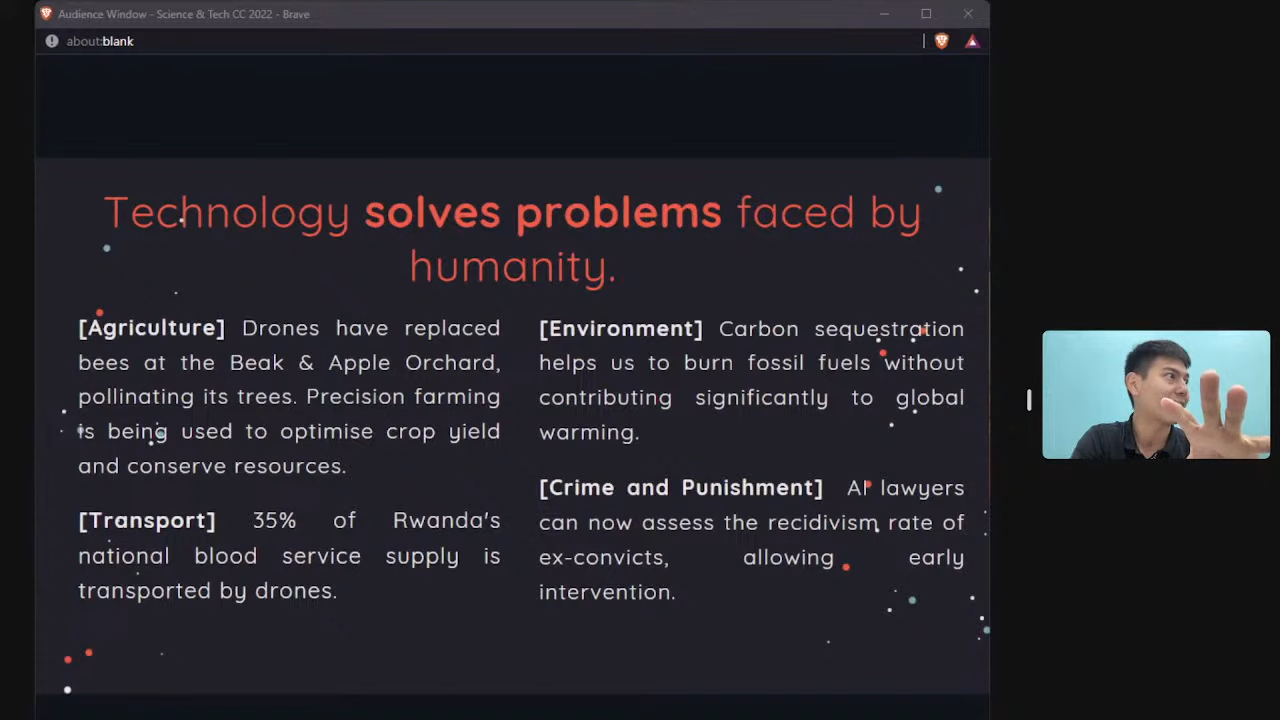 Audience Window - Science & Tech CC 2022 - Brave
about:blank
Technology solves problems faced by
humanity.
[Agriculture] Drones have replaced
bees at the Beak & Apple Orchard,
pollinating its trees. Precision farming
is being used to optimise crop yield
and conserve resources.
[Transport] 35% of Rwanda's
national blood service supply is
transported by drones.
[Environment] Carbon sequestration
helps us to burn fossil fuels without
contributing significantly to global
warming.
[Crime and Punishment] AI lawyers
can now assess the recidivism rate of
ex-convicts, allowing early
intervention.